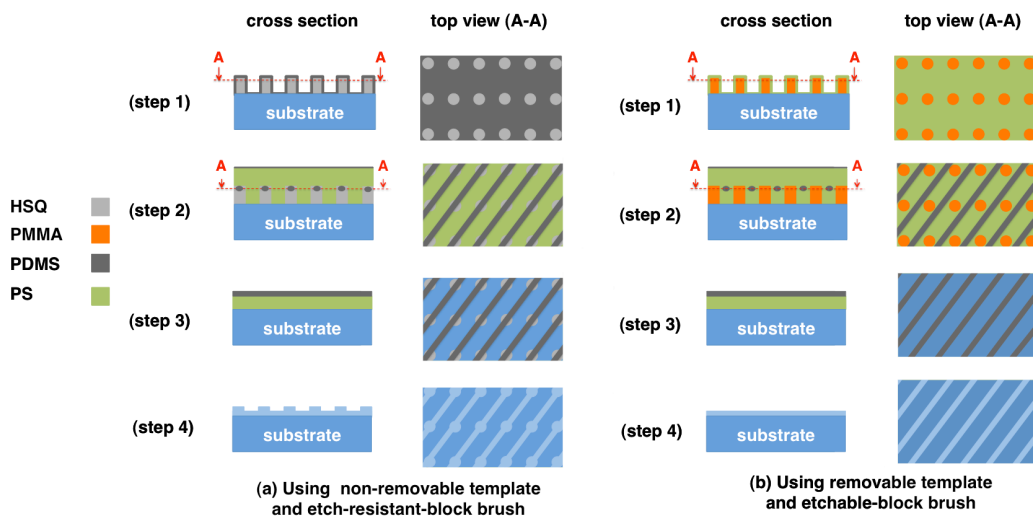 cross section
top view (A-A)
cross section
top view (A-A)
HSQ
PMMA
PDMS
PS
A
A
(step 1)
substrate
A
A
(step 2)
substrate
(step 3)
substrate
(step 4)
substrate
(a) Using non-removable template
and etch-resistant-block brush
A
A
(step 1)
substrate
A
A
(step 2)
substrate
(step 3)
substrate
(step 4)
substrate
(b) Using removable template
and etchable-block brush